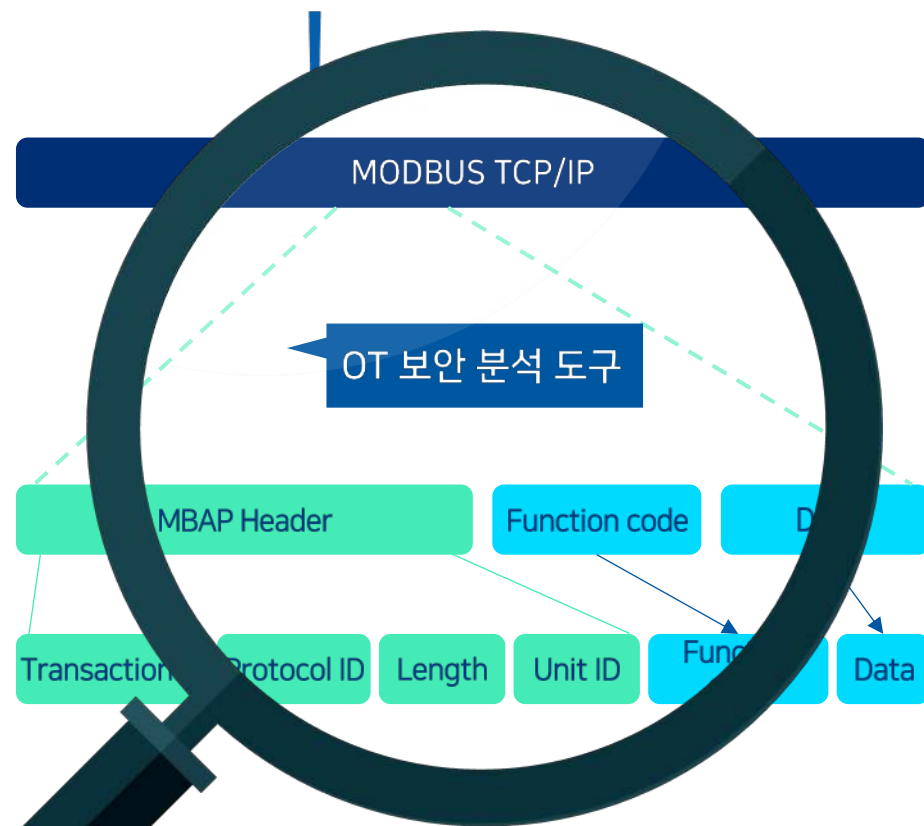 MODBUS TCP/IP
OT 보안 분석 도구
MBAP Header
Function code
Transaction
Protocol ID
Length
Unit ID
Data